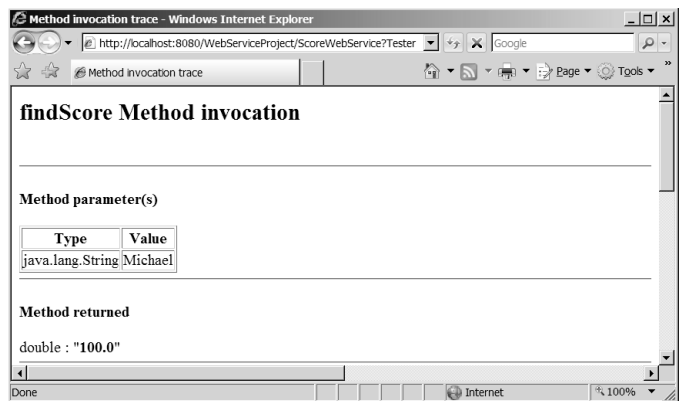 Method invocation trace - Windows Internet Explorer
http://localhost:8080/WebServiceProject/ScoreWebService?Tester
Google
Method invocation trace
Page
Tools
»
findScore Method invocation
Method parameter(s)
Type Value
java.lang.String Michael
Method returned
double : "100.0"
Done
Internet
100%